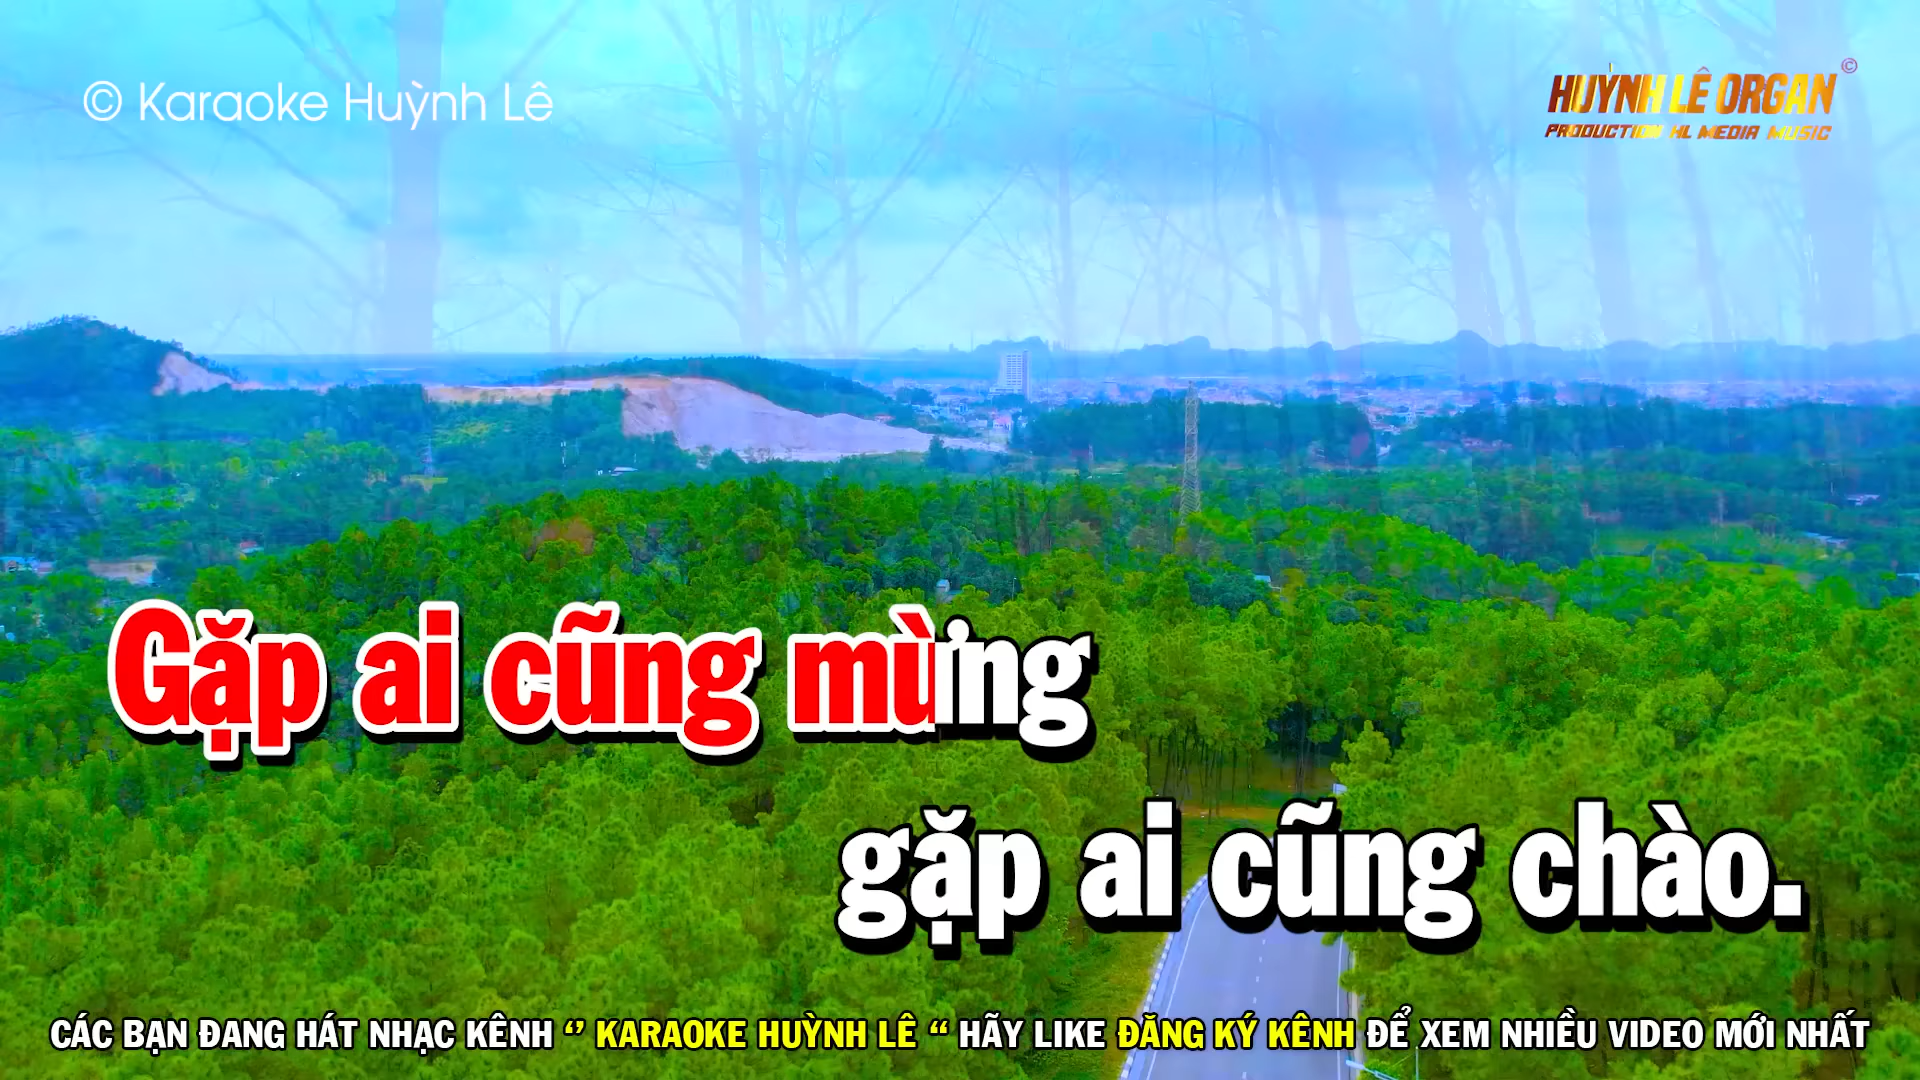 © Karaoke Huỳnh Lê
HUỲNH LÊ ORGAN ©
PRODUCTION HL MEDIA MUSIC
Gặp ai cũng mừng
gặp ai cũng chào.
CÁC BẠN ĐANG HÁT NHẠC KÊNH ‘’ KARAOKE HUỲNH LÊ “ HÃY LIKE ĐĂNG KÝ KÊNH ĐỂ XEM NHIỀU VIDEO MỚI NHẤT